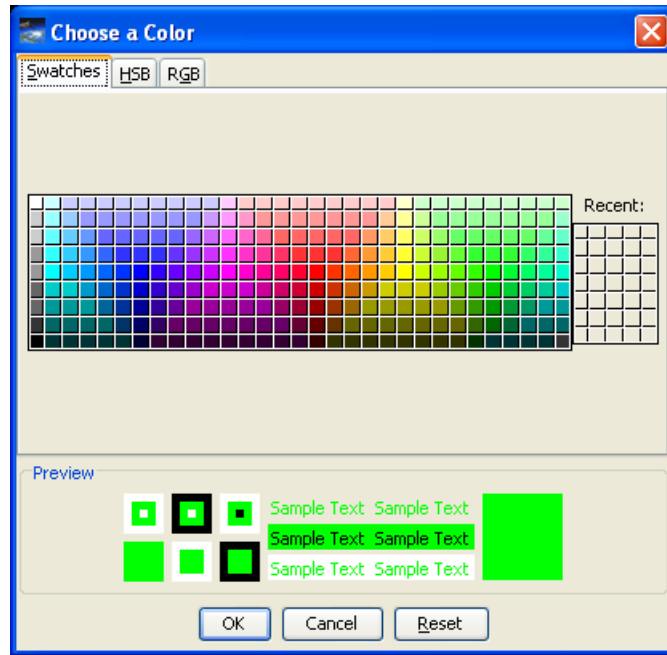 Choose a Color
Swatches HSB RGB
Recent:
Preview
Sample Text Sample Text
Sample Text Sample Text
Sample Text Sample Text
OK Cancel Reset